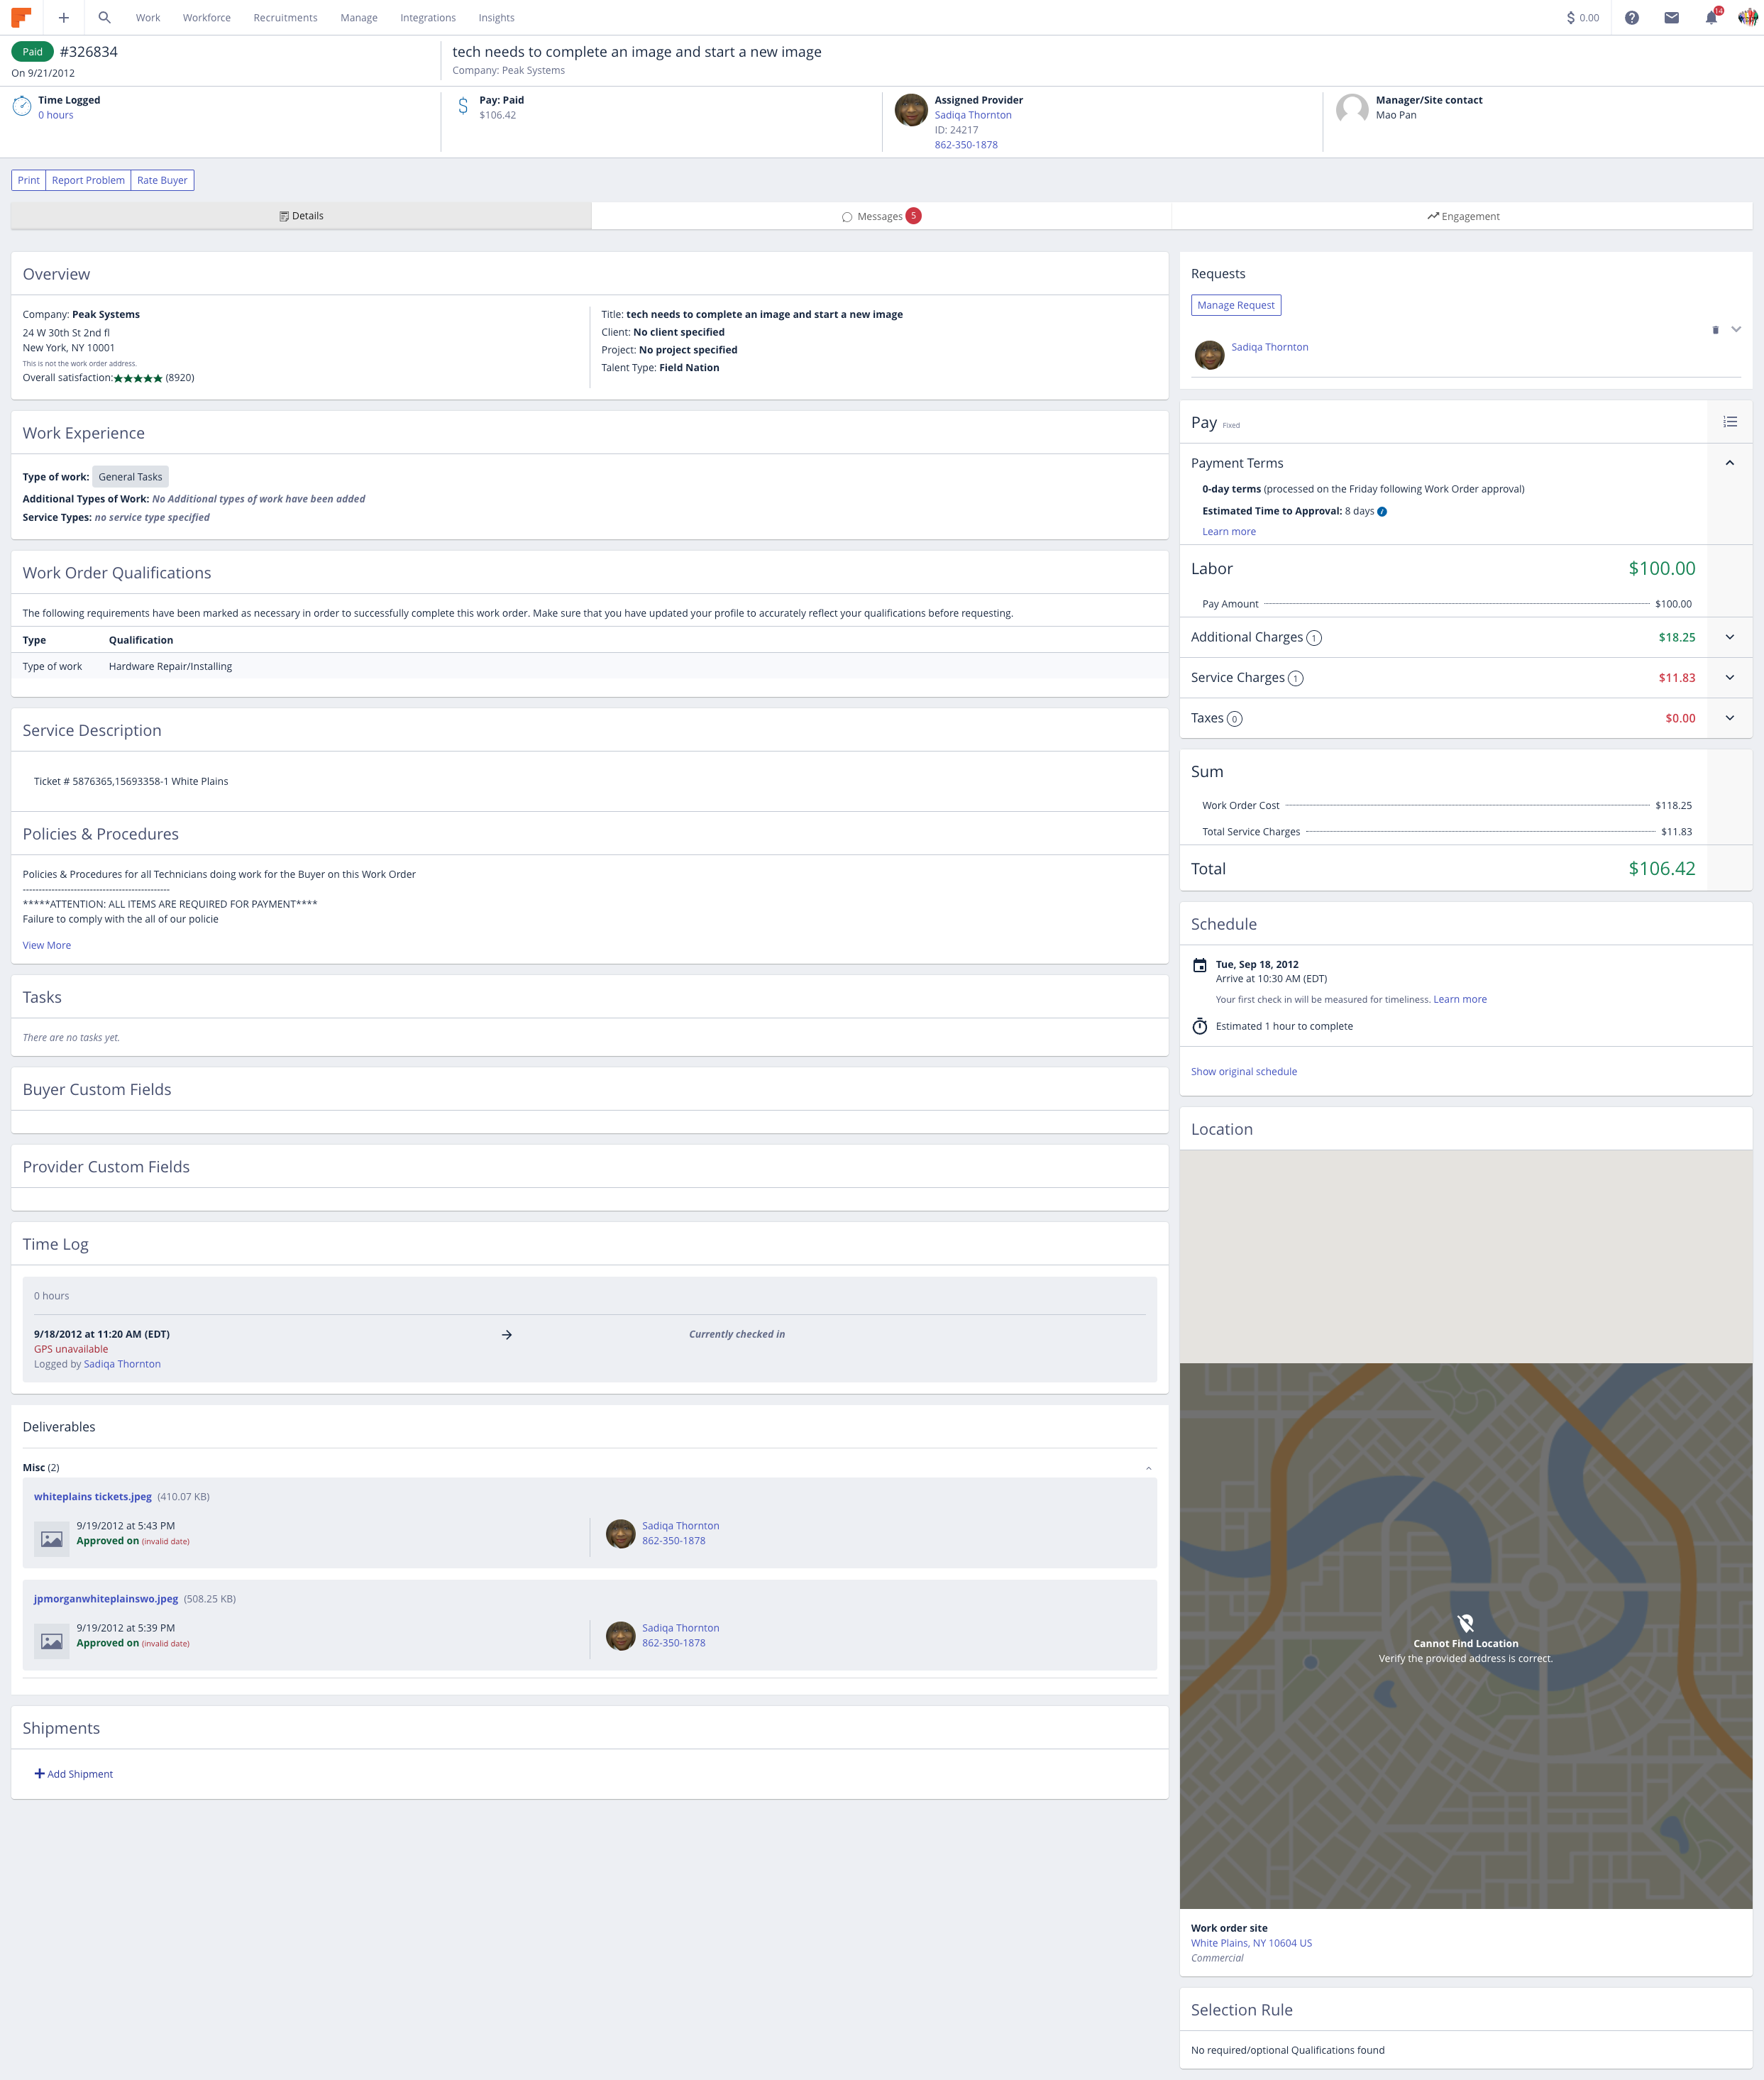 Work Workforce Recruitments Manage Integrations Insights
0.00
14
Paid #326834
On 9/21/2012
tech needs to complete an image and start a new image
Company: Peak Systems
Time Logged
0 hours
Pay: Paid
$106.42
Assigned Provider
Sadiqa Thornton
ID: 24217
862-350-1878
Manager/Site contact
Mao Pan
Print Report Problem Rate Buyer
Details
Messages 5
Engagement
Overview
Company: Peak Systems
24 W 30th St 2nd fl
New York, NY 10001
This is not the work order address.
Overall satisfaction:★★★★★ (8920)
Title: tech needs to complete an image and start a new image
Client: No client specified
Project: No project specified
Talent Type: Field Nation
Work Experience
Type of work: General Tasks
Additional Types of Work: No Additional types of work have been added
Service Types: no service type specified
Work Order Qualifications
The following requirements have been marked as necessary in order to successfully complete this work order. Make sure that you have updated your profile to accurately reflect your qualifications before requesting.
Type Qualification
Type of work Hardware Repair/Installing
Service Description
Ticket # 5876365,15693358-1 White Plains
Policies & Procedures
Policies & Procedures for all Technicians doing work for the Buyer on this Work Order
-----------------------------------------------
*****ATTENTION: ALL ITEMS ARE REQUIRED FOR PAYMENT****
Failure to comply with the all of our policie
View More
Tasks
There are no tasks yet.
Buyer Custom Fields
Provider Custom Fields
Time Log
0 hours
9/18/2012 at 11:20 AM (EDT)
Currently checked in
GPS unavailable
Logged by Sadiqa Thornton
Deliverables
Misc (2)
whiteplains tickets.jpeg (410.07 KB)
9/19/2012 at 5:43 PM
Approved on (invalid date)
Sadiqa Thornton
862-350-1878
jpmorganwhiteplainswo.jpeg (508.25 KB)
9/19/2012 at 5:39 PM
Approved on (invalid date)
Sadiqa Thornton
862-350-1878
Shipments
Add Shipment
Requests
Manage Request
Sadiqa Thornton
Pay Fixed
Payment Terms
0-day terms (processed on the Friday following Work Order approval)
Estimated Time to Approval: 8 days
Learn more
Labor $100.00
Pay Amount $100.00
Additional Charges 1 $18.25
Service Charges 1 $11.83
Taxes 0 $0.00
Sum
Work Order Cost $118.25
Total Service Charges $11.83
Total $106.42
Schedule
Tue, Sep 18, 2012
Arrive at 10:30 AM (EDT)
Your first check in will be measured for timeliness. Learn more
Estimated 1 hour to complete
Show original schedule
Location
Cannot Find Location
Verify the provided address is correct.
Work order site
White Plains, NY 10604 US
Commercial
Selection Rule
No required/optional Qualifications found